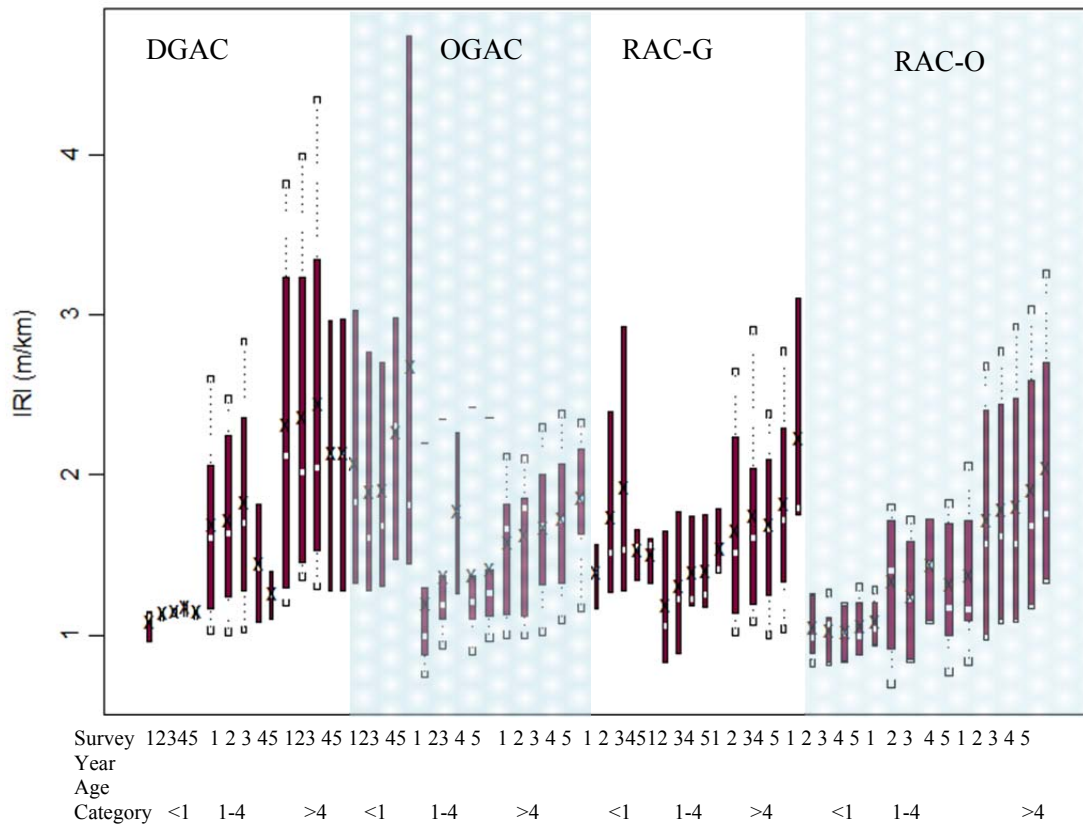 DGAC OGAC RAC-G RAC-O
4
3
2
1
IRI (m/km)
Survey 12345 1 2 3 45 123 45 123 45 1 23 4 5 1 2 3 4 5 1 2 3 4512 34 51 2 34 5 1 2 3 4 5 1 2 3 4 5 1 2 3 4 5
Year
Age
Category <1 1-4 >4 <1 1-4 >4 <1 1-4 >4 <1 1-4 >4